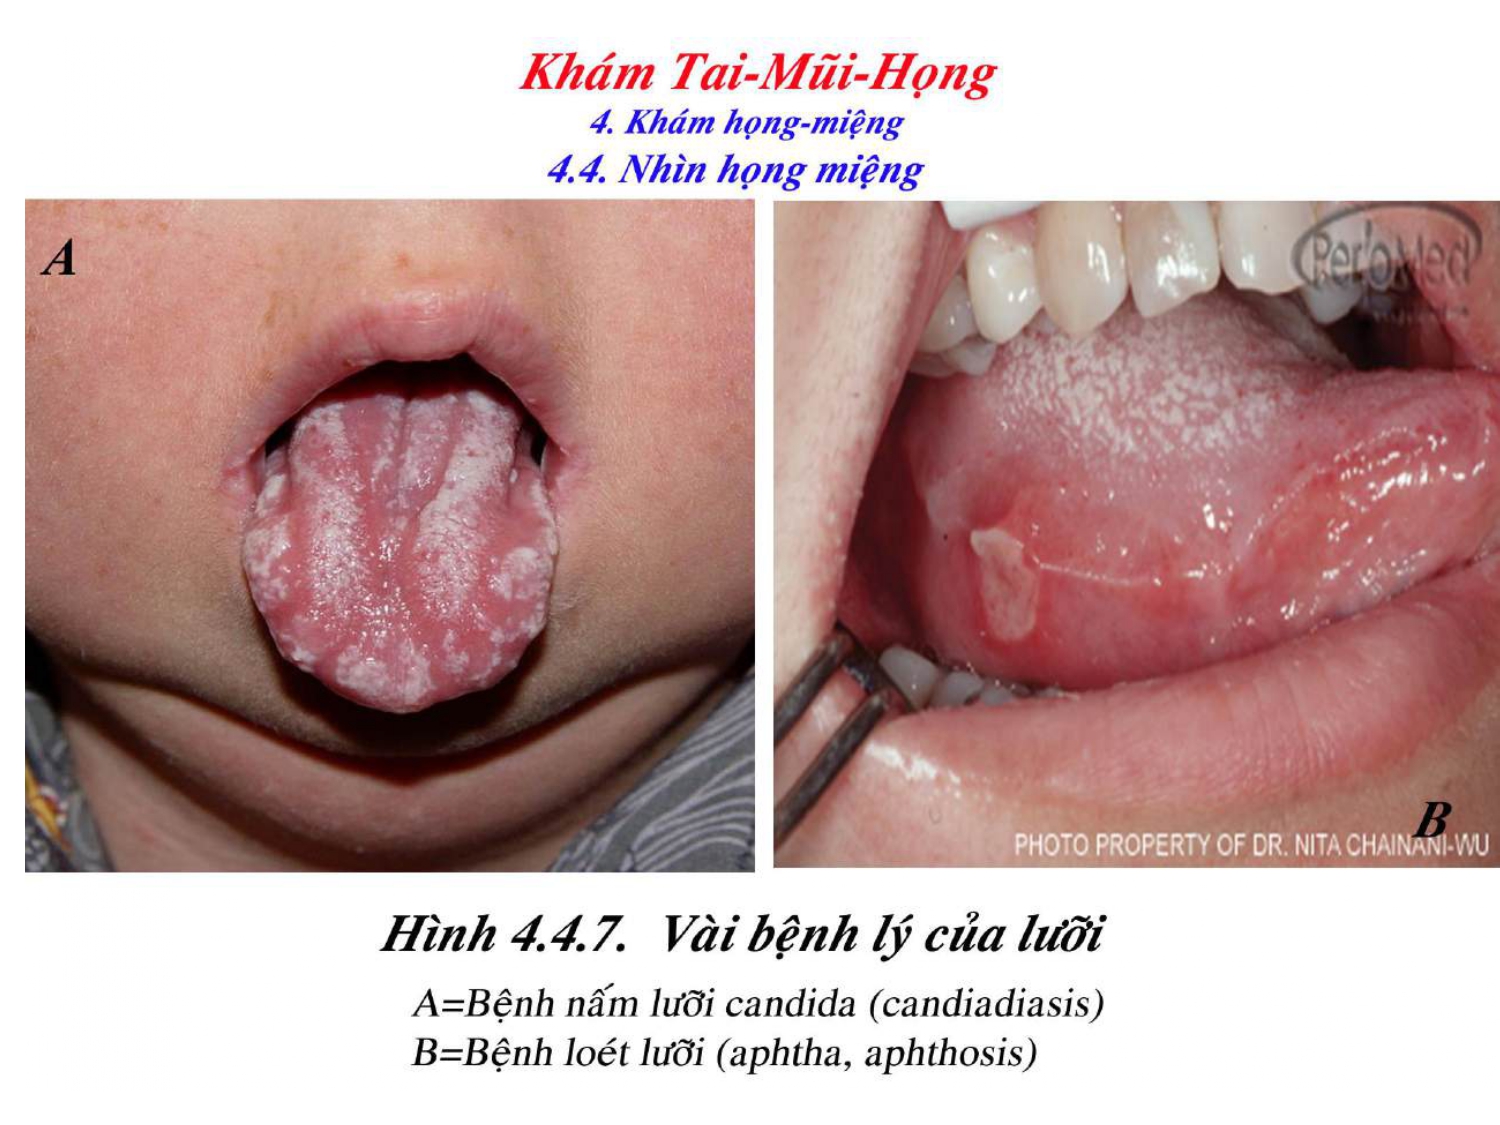 Khám Tai-Mũi-Họng
4. Khám họng-miệng
4.4. Nhìn họng miệng
A
PerioMed
B
PHOTO PROPERTY OF DR. NITA CHAINANI-WU
Hình 4.4.7. Vài bệnh lý của lưỡi
A=Bệnh nấm lưỡi candida (candiadiasis)
B=Bệnh loét lưỡi (aphtha, aphthosis)